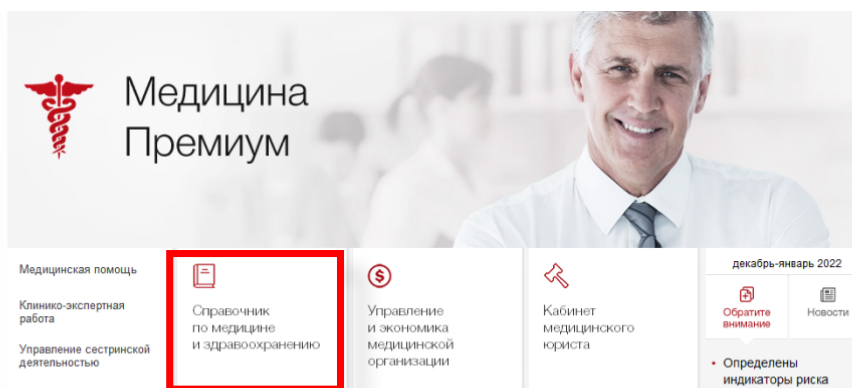 Медицина
Премиум
Медицинская помощь
Клинико-экспертная
работа
Управление сестринской
деятельностью
Справочник
по медицине
и здравоохранению
Управление
и экономика
медицинской
организации
Кабинет
медицинского
юриста
декабрь-январь 2022
Обратите
внимание
Новости
• Определены
индикаторы риска